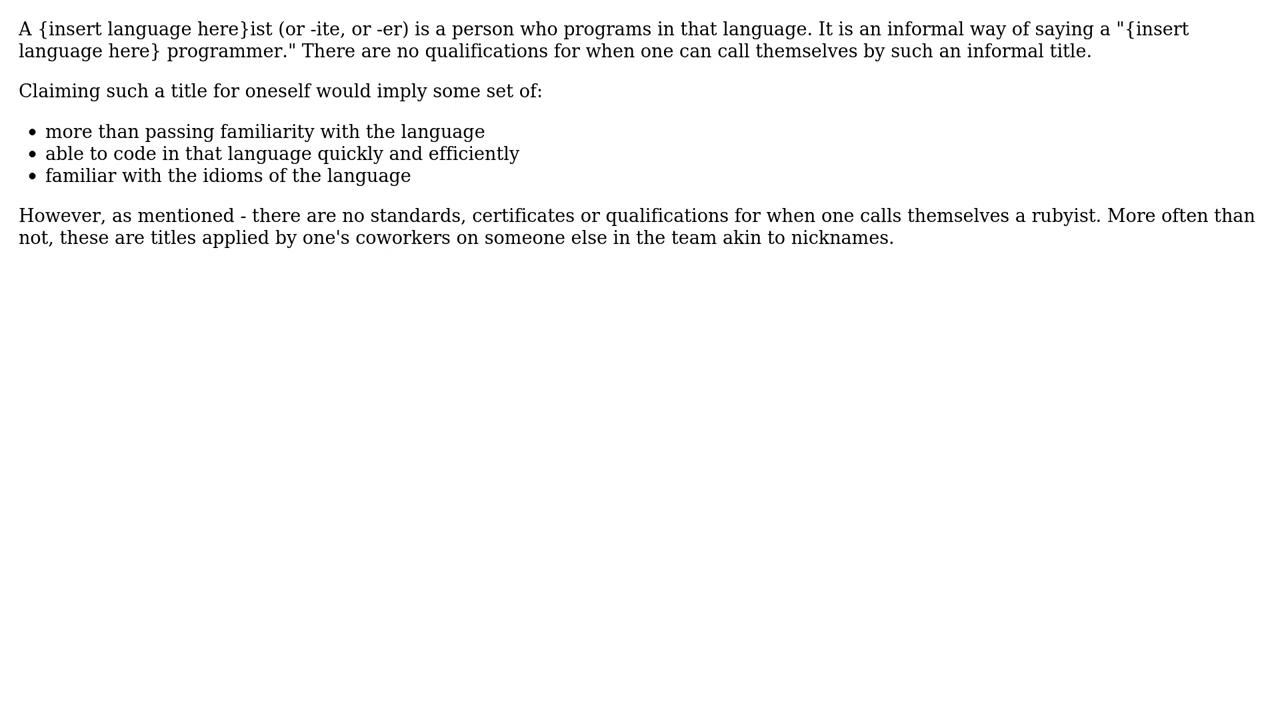 A {insert language here}ist (or -ite, or -er) is a person who programs in that language. It is an informal way of saying a "{insert
language here} programmer." There are no qualifications for when one can call themselves by such an informal title.
Claiming such a title for oneself would imply some set of:
• more than passing familiarity with the language
• able to code in that language quickly and efficiently
• familiar with the idioms of the language
However, as mentioned - there are no standards, certificates or qualifications for when one calls themselves a rubyist. More often than
not, these are titles applied by one's coworkers on someone else in the team akin to nicknames.